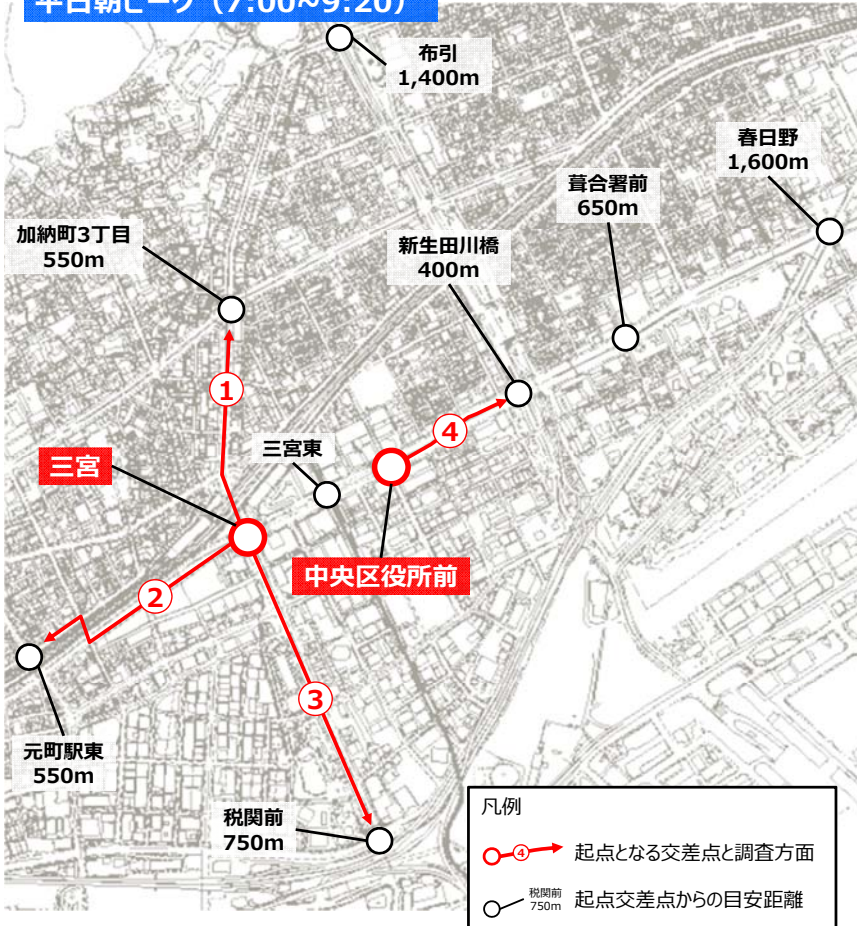 平日朝ピーク（7:00~9:20）
布引
1,400m
春日野
1,600m
葺合署前
650m
加納町3丁目
550m
新生田川橋
400m
①
④
三宮東
三宮
中央区役所前
②
③
元町駅東
550m
税関前
750m
凡例
④
起点となる交差点と調査方面
税関前
750m
起点交差点からの目安距離